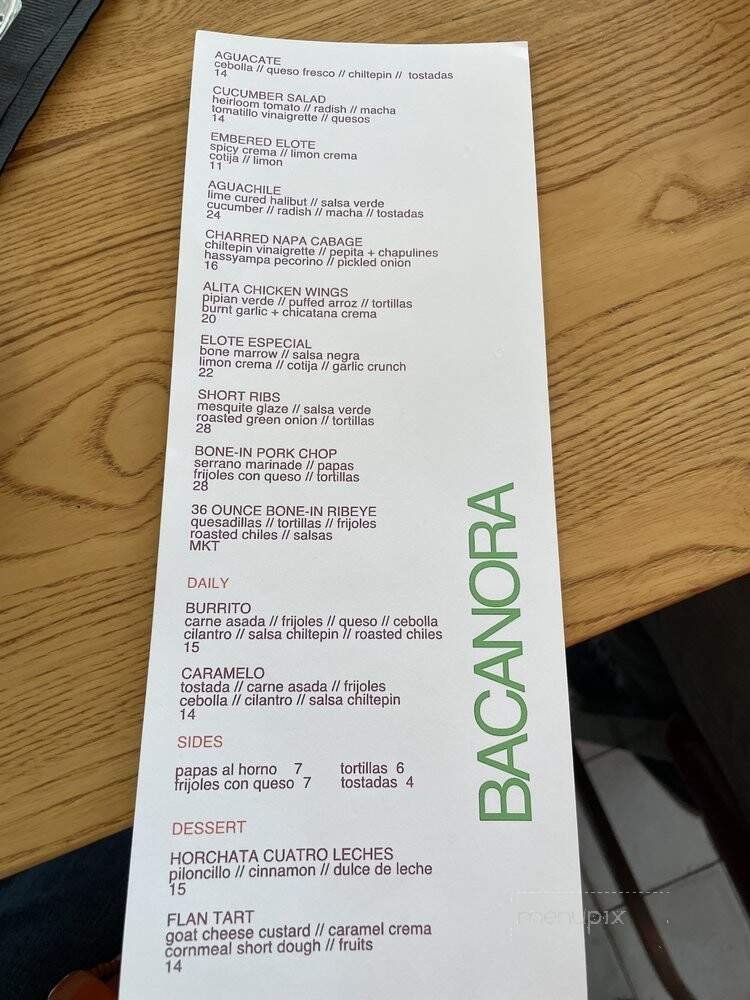 AGUACATE
cebolla // queso fresco // chiltepin // tostadas
14
CUCUMBER SALAD
heirloom tomato // radish // macha
tomatillo vinaigrette // quesos
14
EMBERED ELOTE
spicy crema // limon crema
cotija // limon
11
AGUACHILE
lime cured halibut // salsa verde
cucumber // radish // macha // tostadas
24
CHARRED NAPA CABAGE
chiltepin vinaigrette // pepita + chapulines
hassyampa pecorino // pickled onion
16
ALITA CHICKEN WINGS
pipian verde // puffed arroz // tortillas
burnt garlic + chicatana crema
20
ELOTE ESPECIAL
bone marrow // salsa negra
limon crema // cotija // garlic crunch
22
SHORT RIBS
mesquite glaze // salsa verde
roasted green onion // tortillas
28
BONE-IN PORK CHOP
serrano marinade // papas
frijoles con queso // tortillas
28
36 OUNCE BONE-IN RIBEYE
quesadillas // tortillas // frijoles
roasted chiles // salsas
MKT
DAILY
BURRITO
carne asada // frijoles // queso // cebolla
cilantro // salsa chiltepin // roasted chiles
15
CARAMELO
tostada // carne asada // frijoles
cebolla // cilantro // salsa chiltepin
14
SIDES
papas al horno 7 tortillas 6
frijoles con queso 7 tostadas 4
DESSERT
HORCHATA CUATRO LECHES
piloncillo // cinnamon // dulce de leche
15
FLAN TART
goat cheese custard // caramel crema
cornmeal short dough // fruits
14
BACANORA
menupix